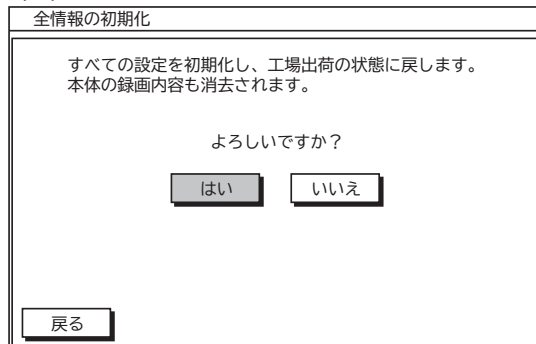 全情報の初期化
すべての設定を初期化し、工場出荷の状態に戻します。
本体の録画内容も消去されます。
よろしいですか？
はい
いいえ
戻る